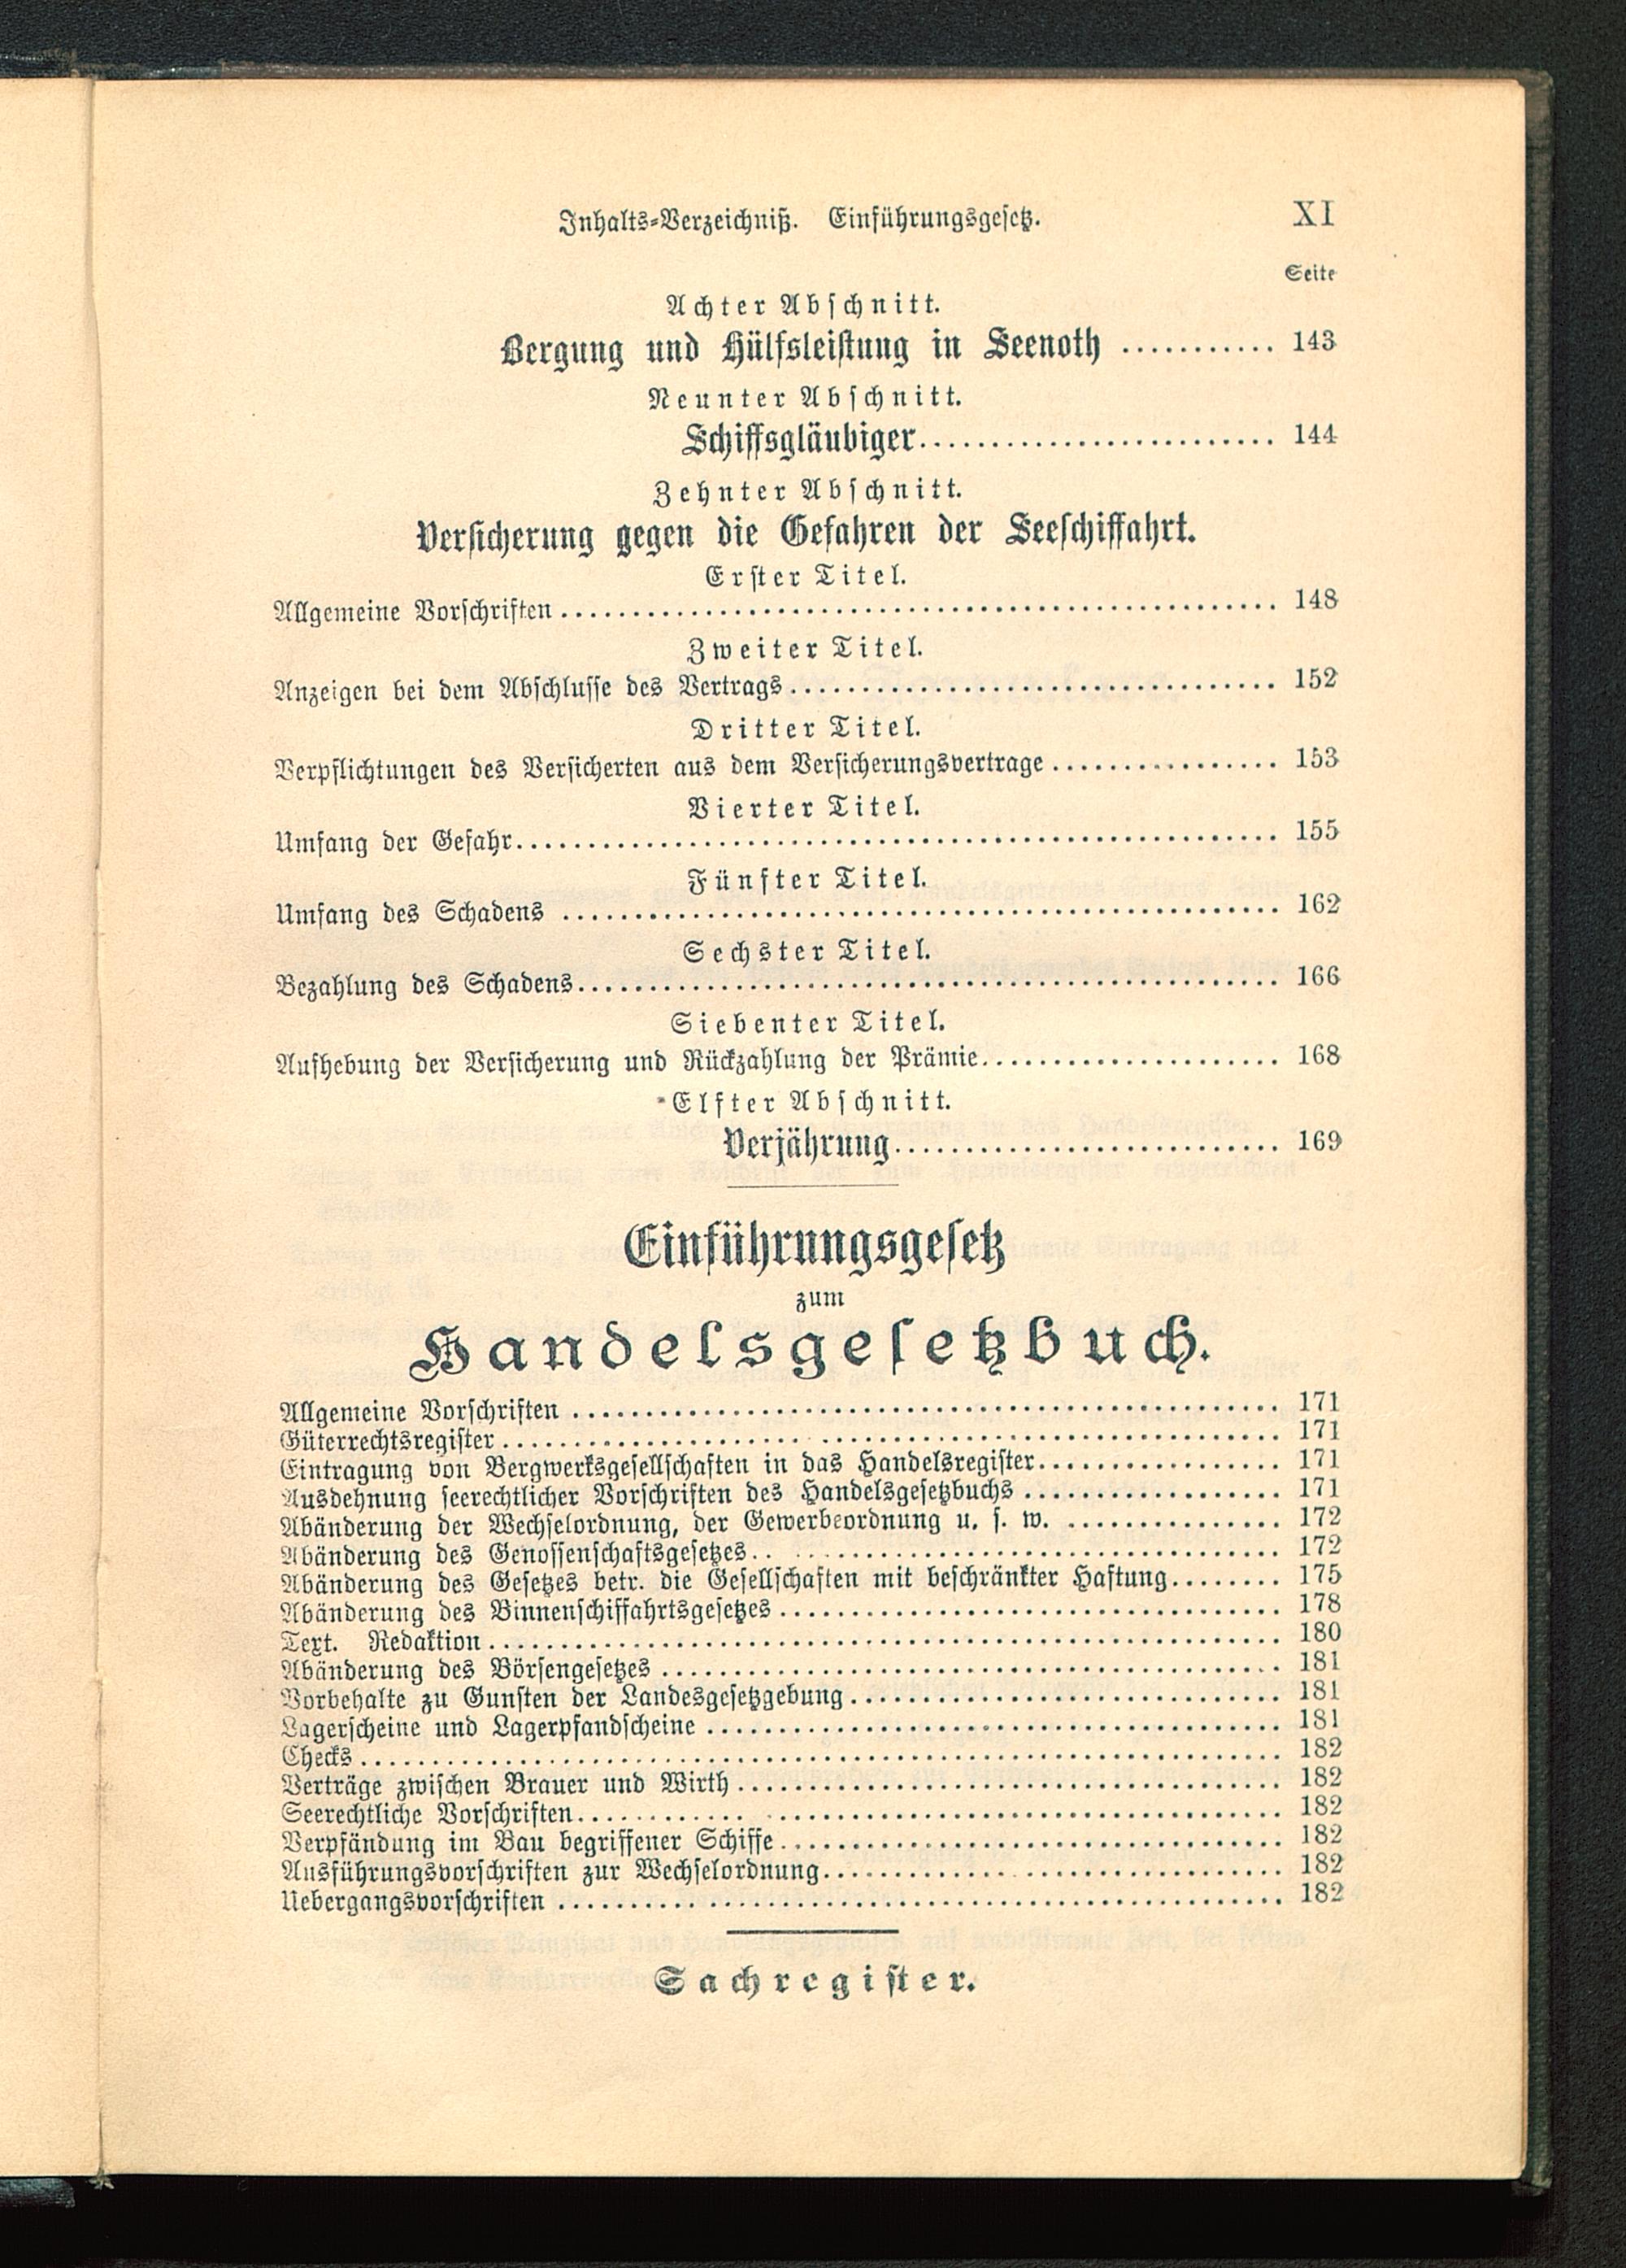 Inhalts-Verzeichniß. Einführungsgesetz. XI
Seite
Achter Abschnitt.
Bergung und Hülfsleistung in Seenoth ........... 143
Neunter Abschnitt.
Schiffsgläubiger......................... 144
Zehnter Abschnitt.
Versicherung gegen die Gefahren der Seeschiffahrt.
Erster Titel.
Allgemeine Vorschriften .................................................. 148
Zweiter Titel.
Anzeigen bei dem Abschlusse des Vertrags.................................. 152
Dritter Titel.
Verpflichtungen des Versicherten aus dem Versicherungsvertrage ................ 153
Vierter Titel.
Umfang der Gefahr..................................................... 155
Fünfter Titel.
Umfang des Schadens .................................................. 162
Sechster Titel.
Bezahlung des Schadens................................................. 166
Siebenter Titel.
Aufhebung der Versicherung und Rückzahlung der Prämie..................... 168
Elfter Abschnitt.
Verjährung........................... 169
Einführungsgesetz
zum
Handelsgesetzbuch.
Allgemeine Vorschriften ................................................. 171
Güterrechtsregister...................................................... 171
Eintragung von Bergwerksgesellschaften in das Handelsregister................. 171
Ausdehnung seerechtlicher Vorschriften des Handelsgesetzbuchs .................. 171
Abänderung der Wechselordnung, der Gewerbeordnung u. s. w. ............... 172
Abänderung des Genossenschaftsgesetzes..................................... 172
Abänderung des Gesetzes betr. die Gesellschaften mit beschränkter Haftung........ 175
Abänderung des Binnenschiffahrtsgesetzes ................................... 178
Text. Redaktion....................................................... 180
Abänderung des Börsengesetzes ........................................... 181
Vorbehalte zu Gunsten der Landesgesetzgebung.............................. 181
Lagerscheine und Lagerpfandscheine ........................................ 181
Checks................................................................ 182
Verträge zwischen Brauer und Wirth...................................... 182
Seerechtliche Vorschriften................................................. 182
Verpfändung im Bau begriffener Schiffe................................... 182
Ausführungsvorschriften zur Wechselordnung................................ 182
Uebergangsvorschriften .................................................. 182
Sachregister.